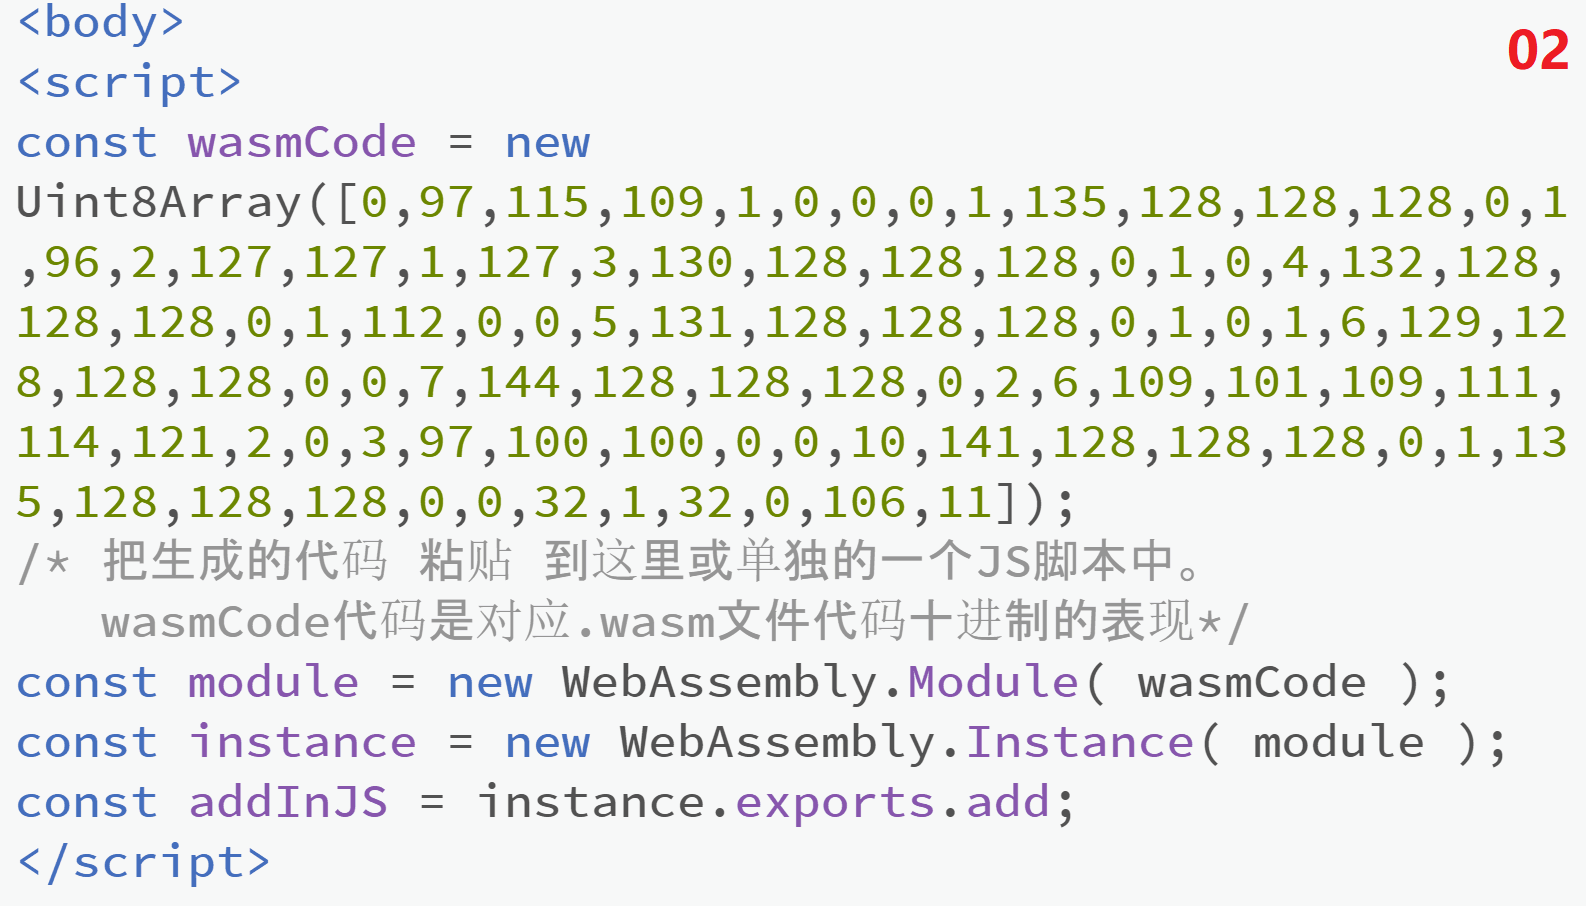 <body>
02
<script>
const wasmCode = new
Uint8Array([0,97,115,109,1,0,0,0,1,135,128,128,128,0,1
,96,2,127,127,1,127,3,130,128,128,128,0,1,0,4,132,128,
128,128,0,1,112,0,0,5,131,128,128,128,0,1,0,1,6,129,12
8,128,128,0,0,7,144,128,128,128,0,2,6,109,101,109,111,
114,121,2,0,3,97,100,100,0,0,10,141,128,128,128,0,1,13
5,128,128,128,0,0,32,1,32,0,106,11]);
/* 把生成的代码 粘贴 到这里或单独的一个JS脚本中。
wasmCode代码是对应.wasm文件代码十进制的表现*/
const module = new WebAssembly.Module( wasmCode );
const instance = new WebAssembly.Instance( module );
const addInJS = instance.exports.add;
</script>